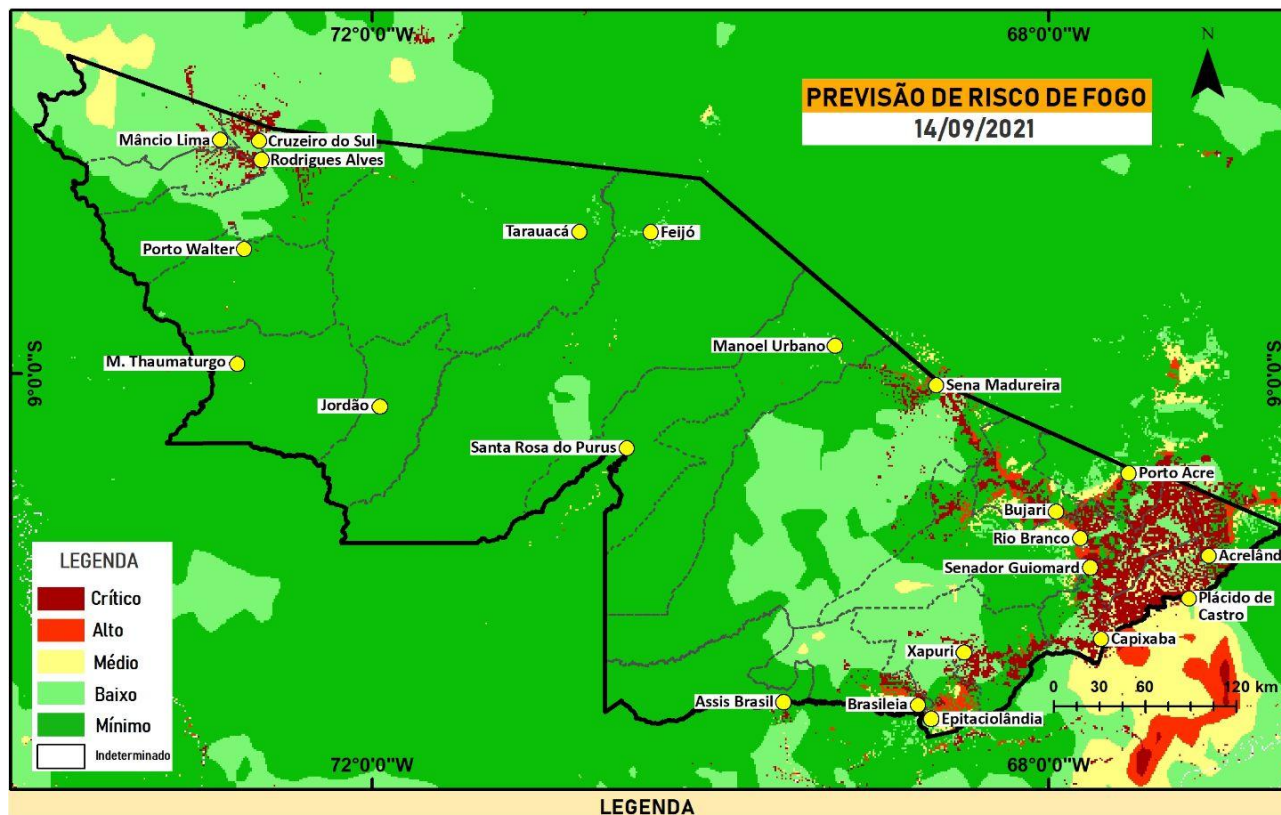 72°0'0"W
68°0'0"W
N
PREVISÃO DE RISCO DE FOGO
14/09/2021
Mâncio Lima
Cruzeiro do Sul
Rodrigues Alves
Tarauacá
Feijó
Porto Walter
Manoel Urbano
M. Thaumaturgo
9°0'0"S
9°0'0"S
Sena Madureira
Jordão
Santa Rosa do Purus
Porto Acre
Bujari
Rio Branco
Acrelând
Senador Guiomard
Plácido de
Castro
Capixaba
Xapuri
Assis Brasil
Brasileia
Epitaciolândia
0 30 60 120 km
LEGENDA
Crítico
Alto
Médio
Baixo
Mínimo
Indeterminado
72°0'0"W
68°0'0"W
LEGENDA